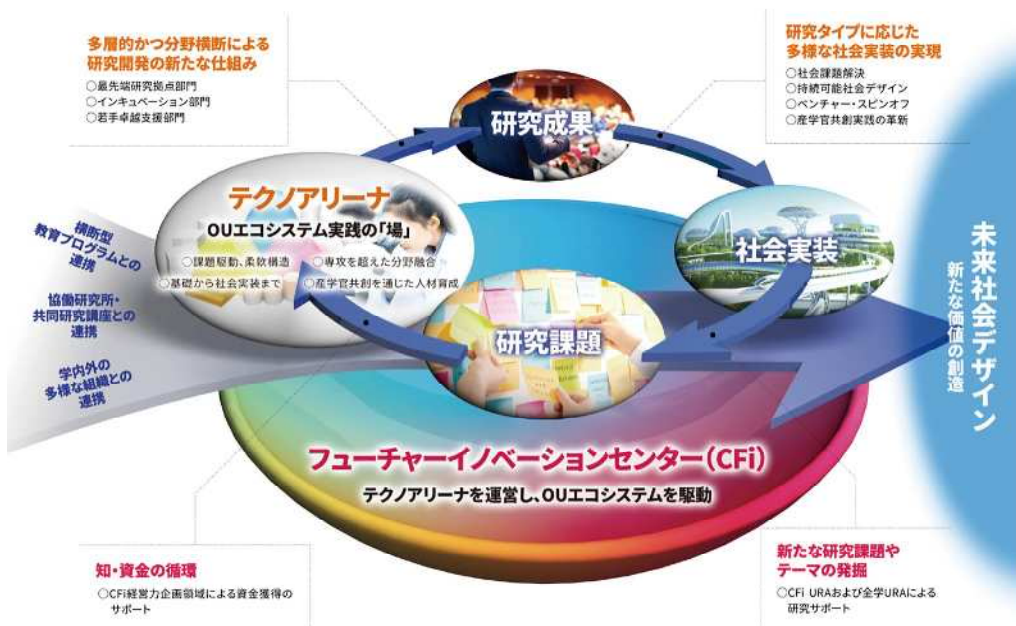 多層的かつ分野横断による
研究開発の新たな仕組み
○最先端研究拠点部門
○インキュベーション部門
○若手卓越支援部門
研究タイプに応じた
多様な社会実装の実現
○社会課題解決
○持続可能社会デザイン
○ベンチャー・スピンオフ
○産学官共創実践の革新
研究成果
テクノアリーナ
OUエコシステム実践の「場」
○課題駆動、柔軟構造 ○専攻を超えた分野融合
○基礎から社会実装まで ○産学官共創を通じた人材育成
社会実装
研究課題
横断型
教育プログラムとの
連携
協働研究所・
共同研究講座との
連携
学内外の
多様な組織との
連携
未来社会デザイン
新たな価値の創造
フューチャーイノベーションセンター(CFi)
テクノアリーナを運営し、OUエコシステムを駆動
知・資金の循環
○CFi経営力企画領域による資金獲得の
サポート
新たな研究課題や
テーマの発掘
○CFi URAおよび全学URAによる
研究サポート